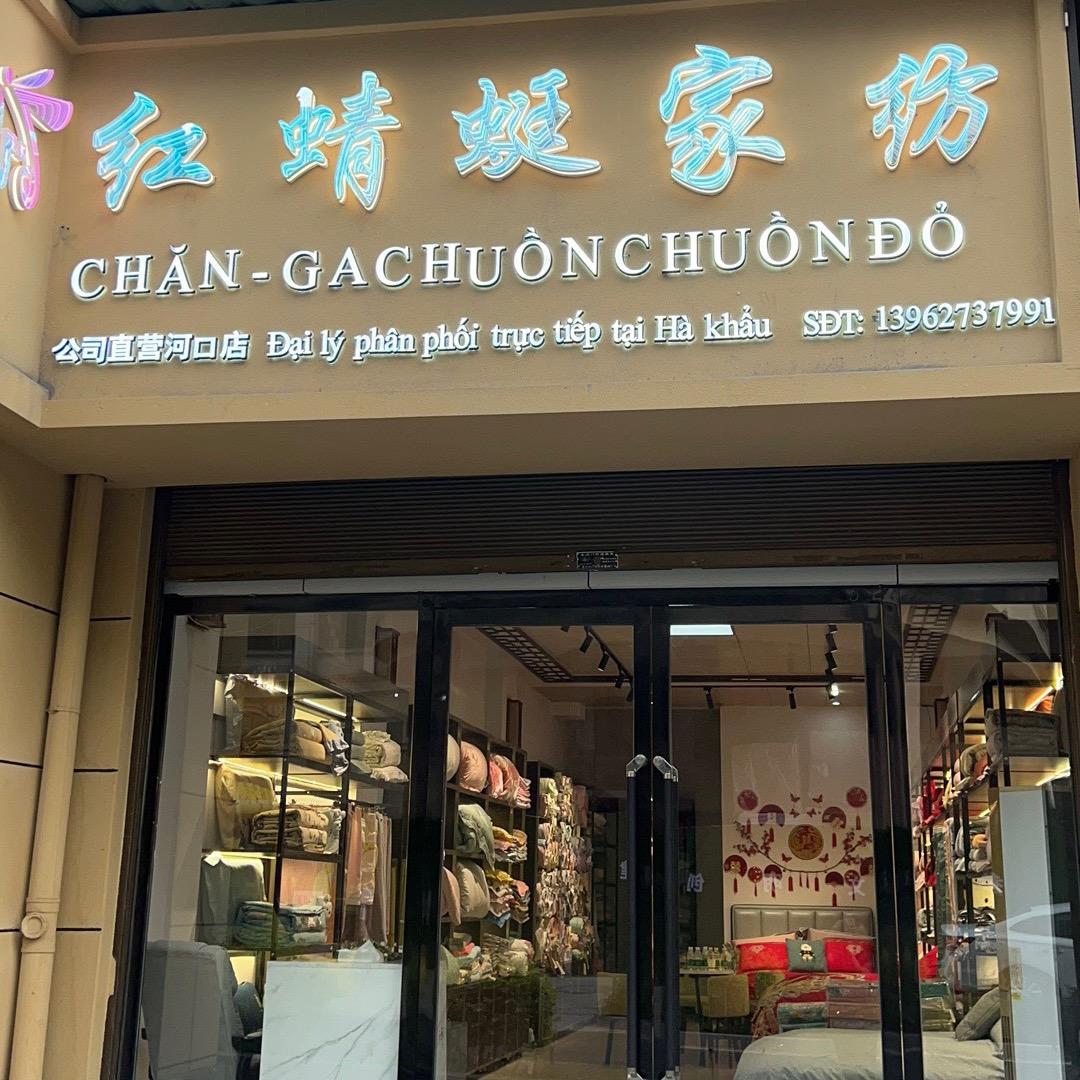 红蜻蜓家纺
CHĂN - GACHUỒNCHUỒNĐỎ
公司直营河口店 Đại lý phân phối trực tiếp tại Hà khẩu SĐT: 13962737991